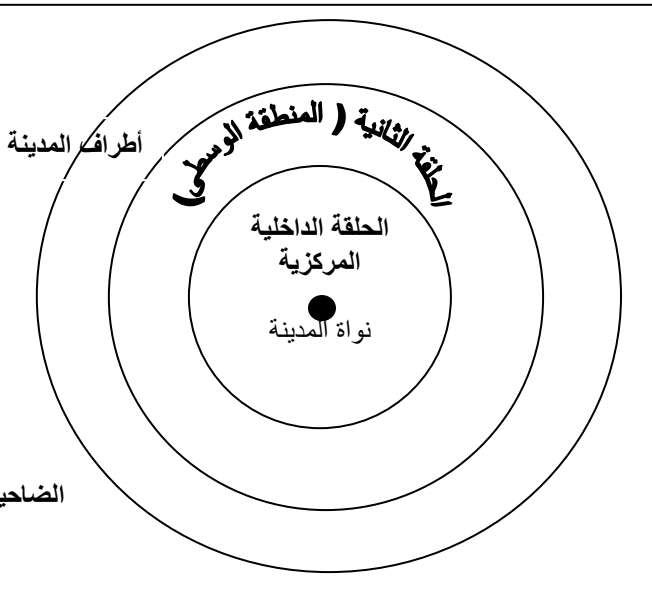 الحلقة الثانية ( المنطقة الوسطى)
أطراف المدينة
الحلقة الداخلية
المركزية
نواة المدينة